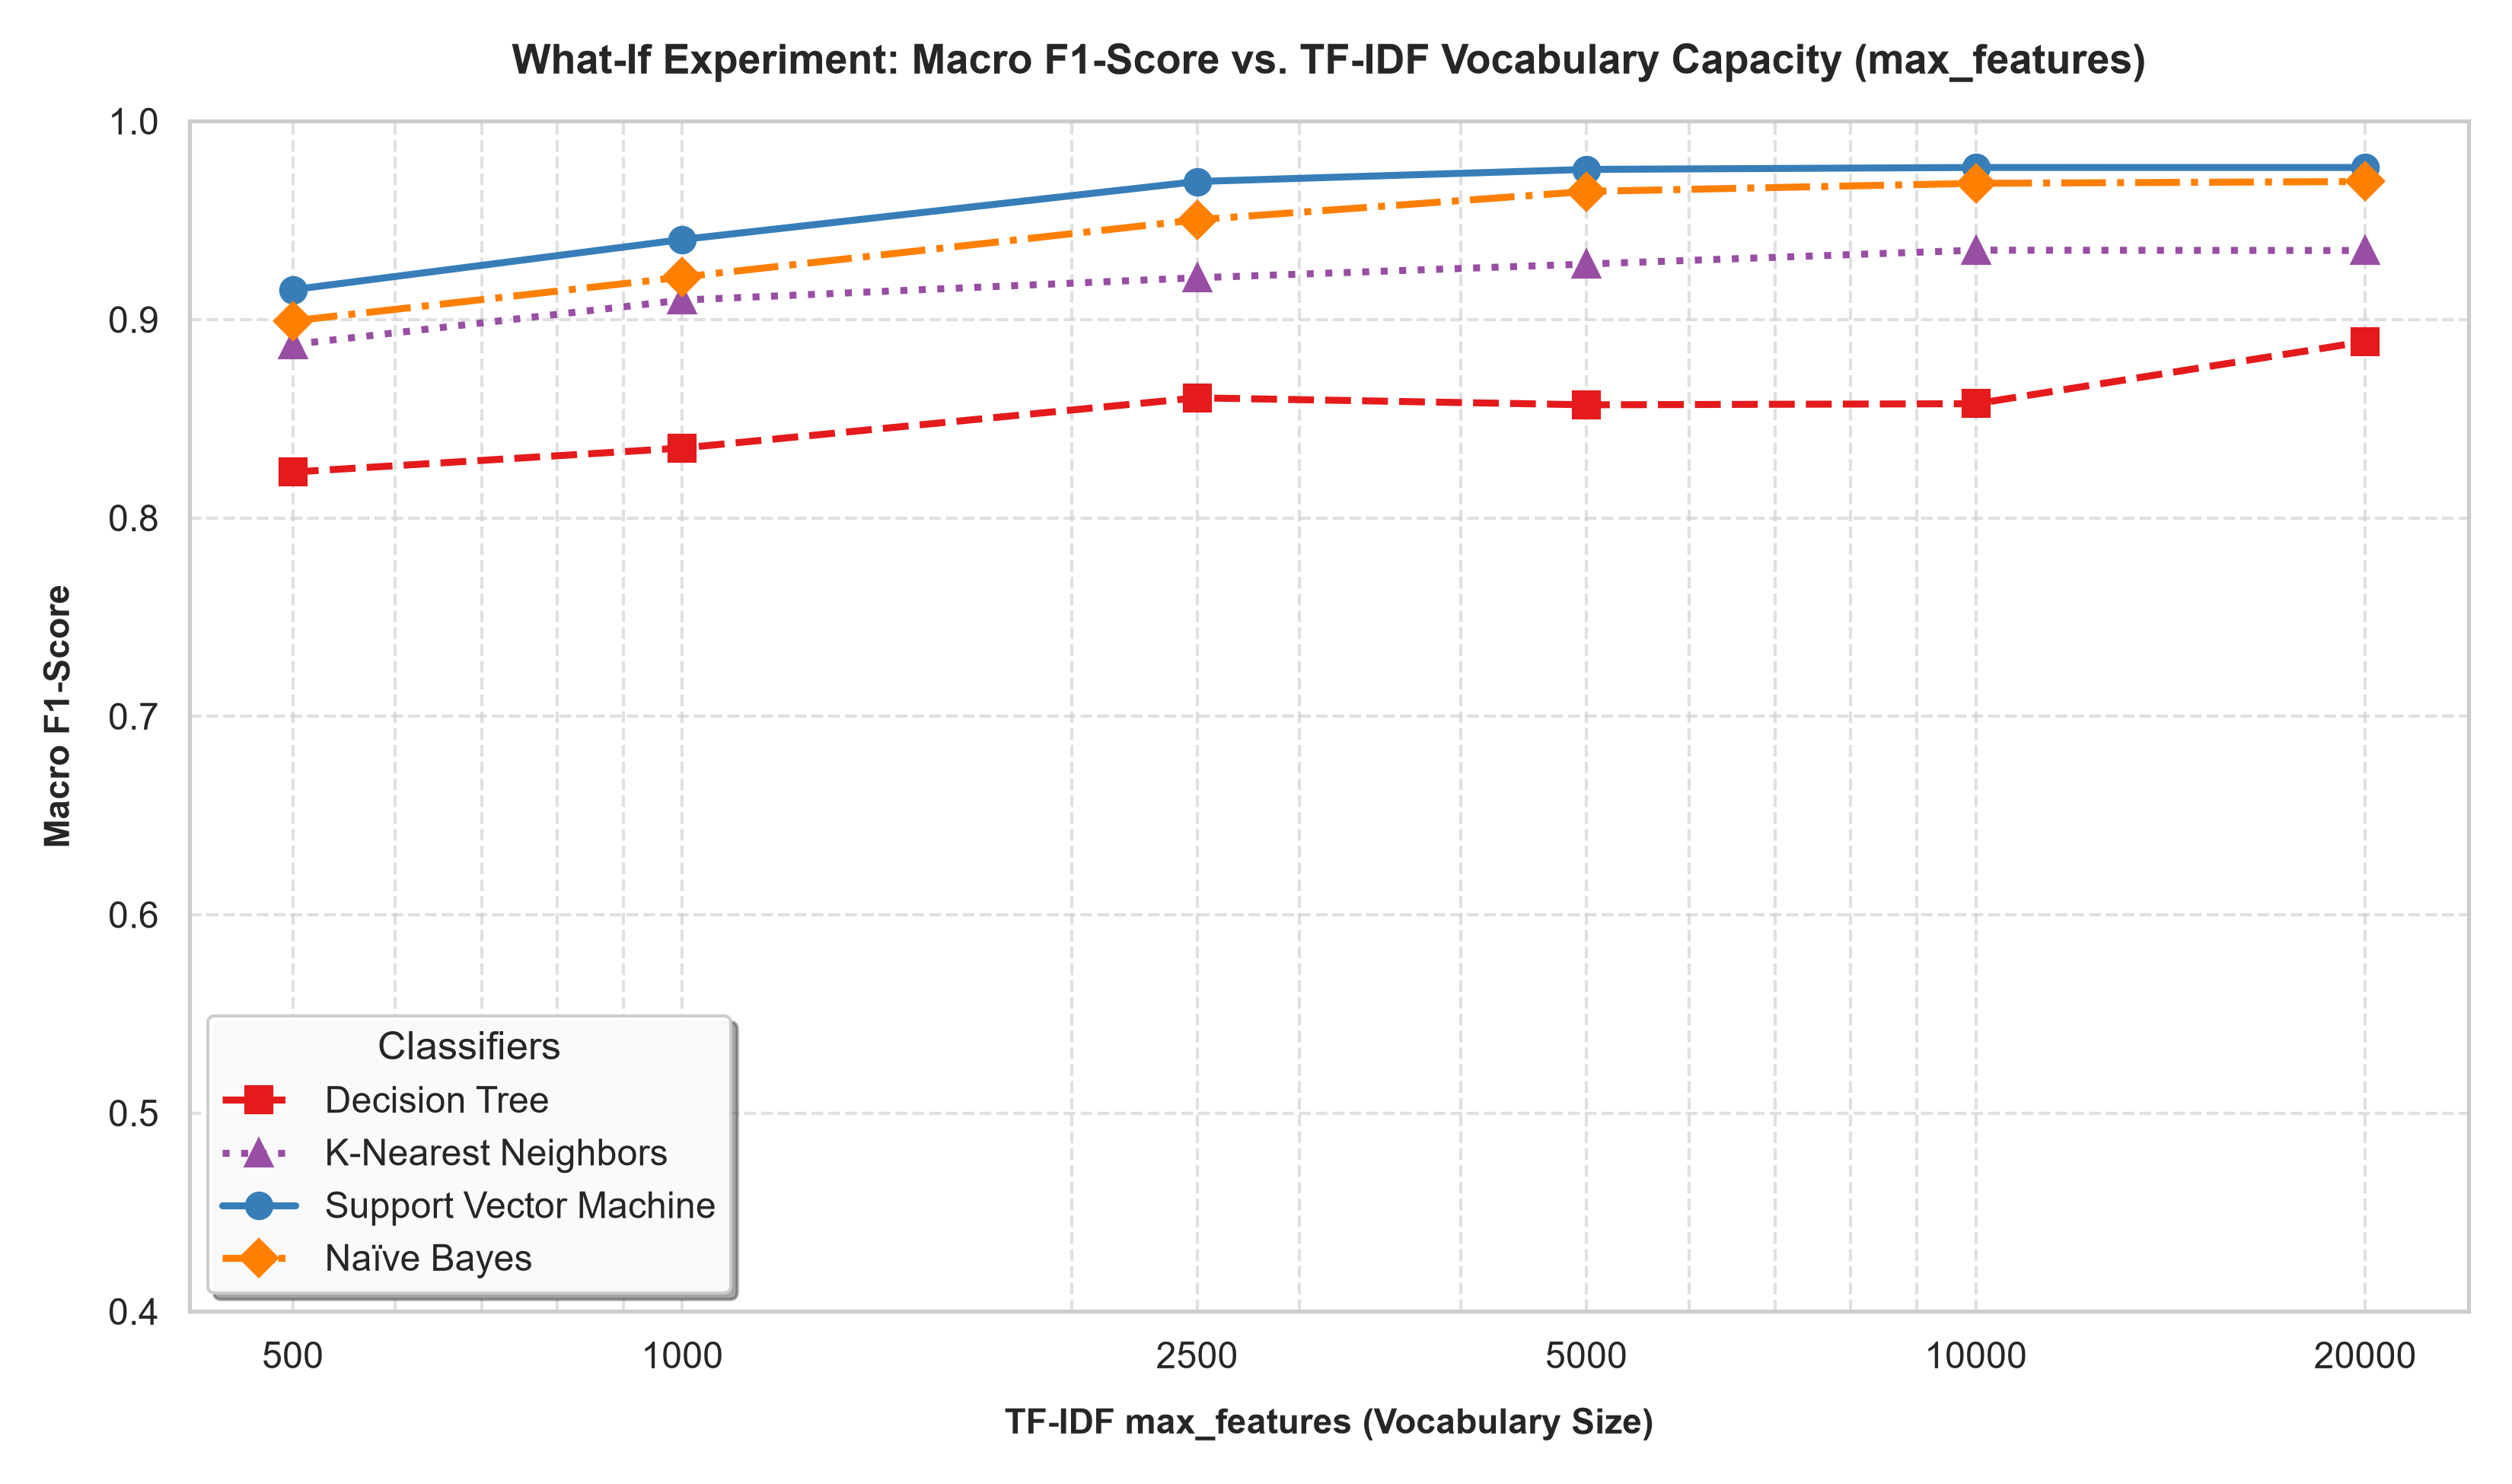 What-If Experiment: Macro F1-Score vs. TF-IDF Vocabulary Capacity (max_features)
1.0
0.9
0.8
0.7
0.6
0.5
0.4
Macro F1-Score
Classifiers
Decision Tree
K-Nearest Neighbors
Support Vector Machine
Naïve Bayes
500 1000 2500 5000 10000 20000
TF-IDF max_features (Vocabulary Size)